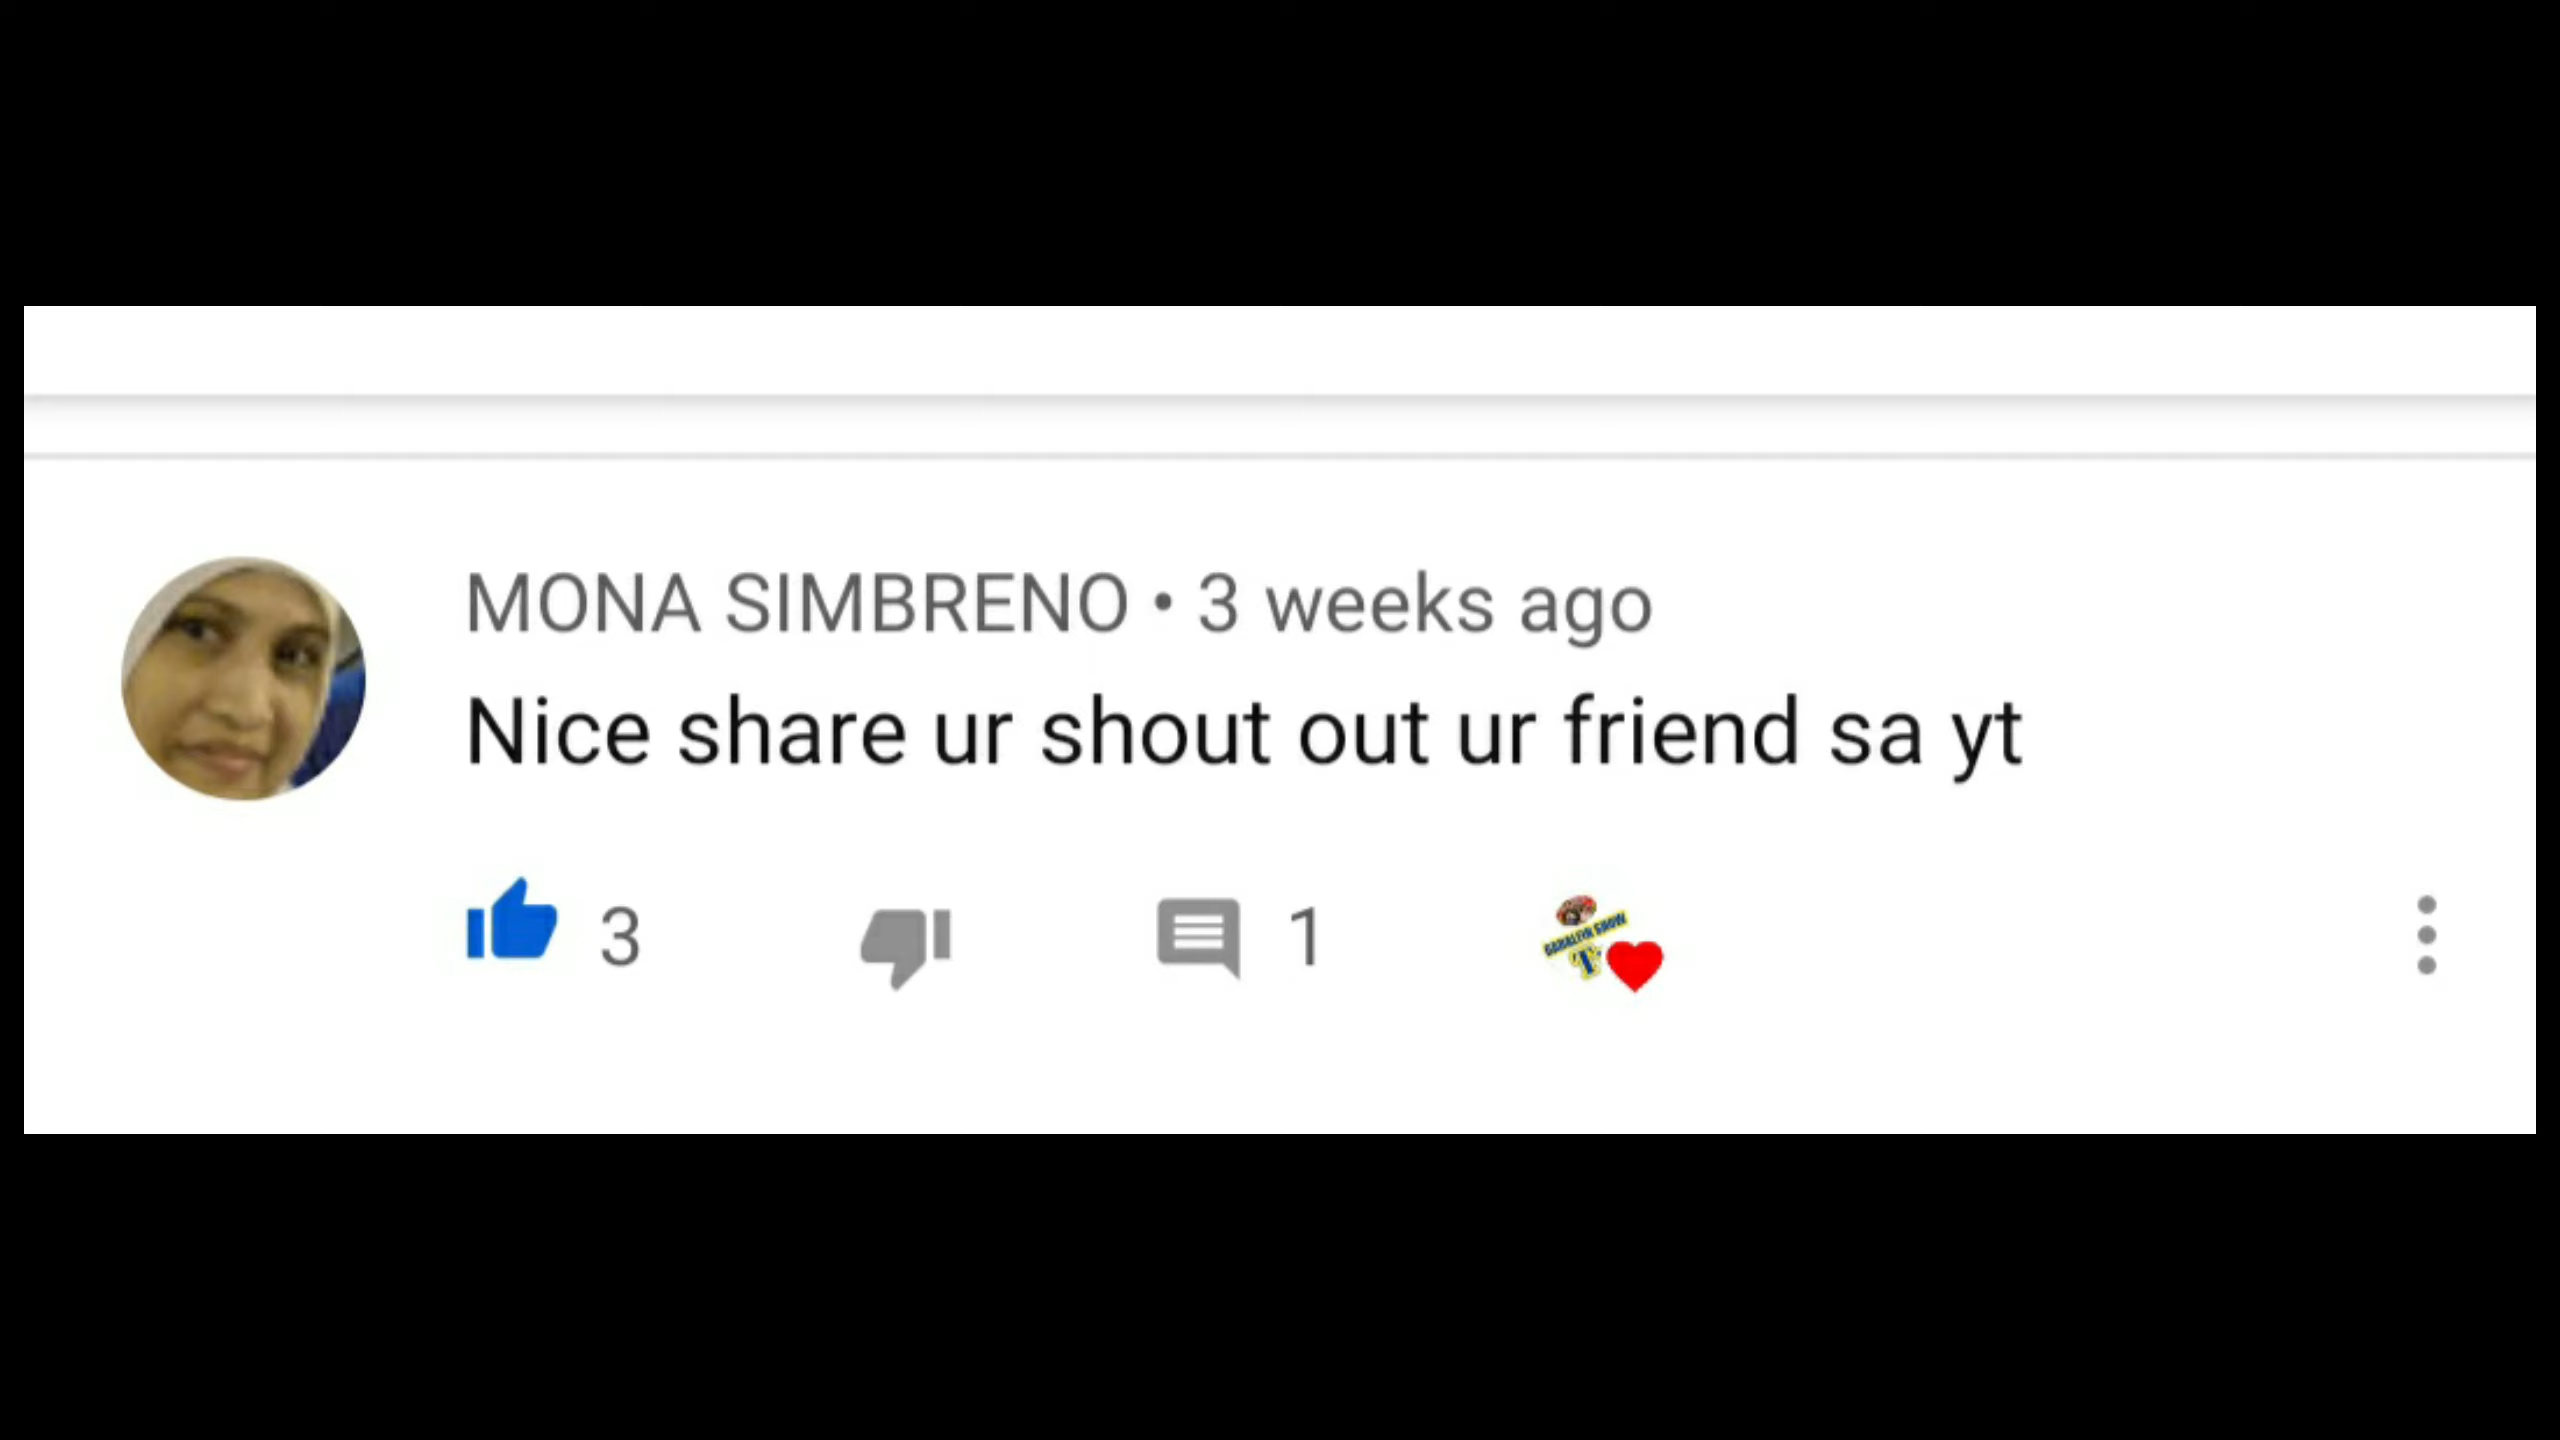 MONA SIMBRENO • 3 weeks ago
Nice share ur shout out ur friend sa yt
3 1